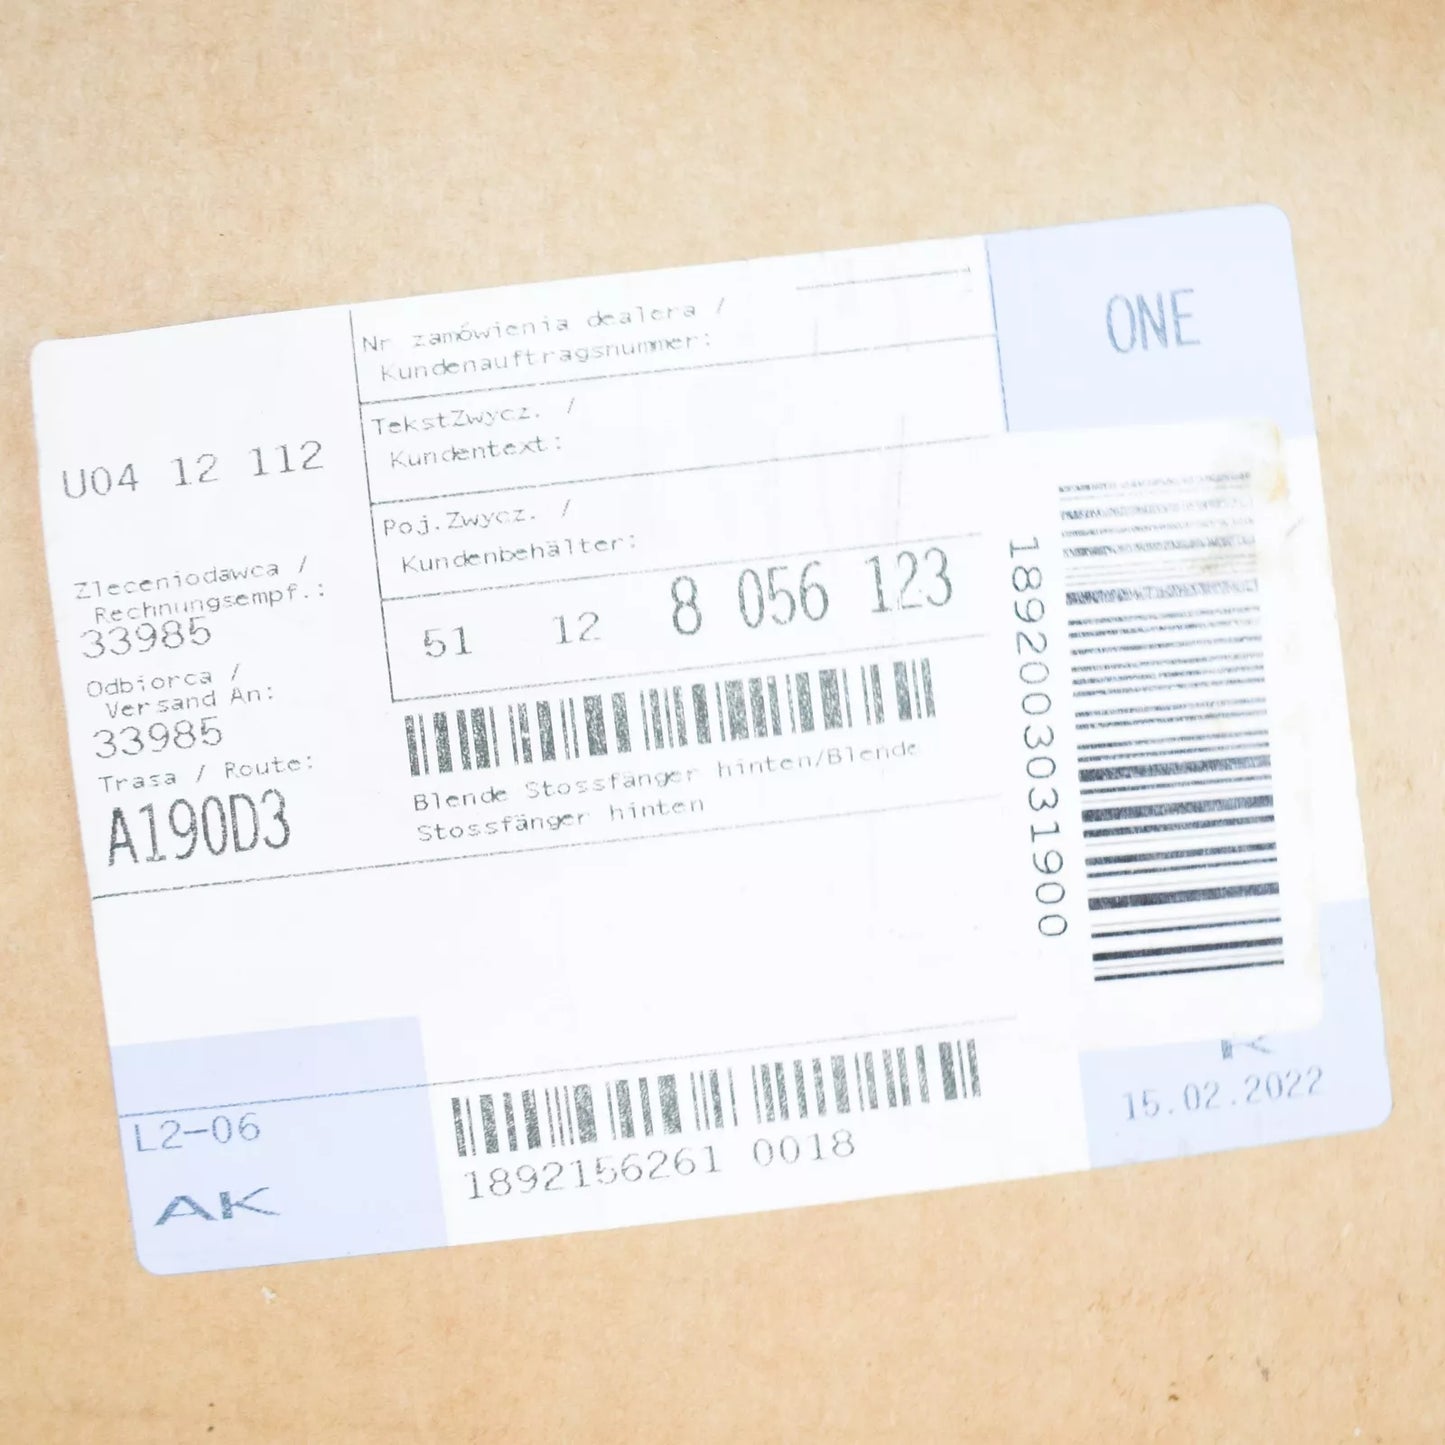 ONE
Nr zamówienia dealera /
Kundenauftragsnummer:
TekstZwycz. /
Kundentext:
U04 12 112
Poj.Zwycz. /
Kundenbehälter:
Zleceniodawca /
Rechnungsempf.:
33985
51 12 8 056 123
Odbiorca /
Versand An:
33985
Trasa / Route:
A190D3
Blende Stossfänger hinten/Blende
Stossfänger hinten
189200303031900
L2-06
AK
1892156261 0018
15.02.2022